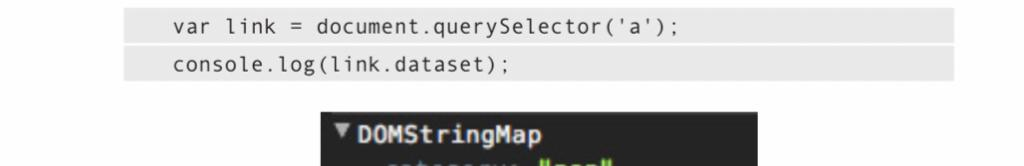 var link = document.querySelector('a');
console.log(link.dataset);
▼ DOMStringMap